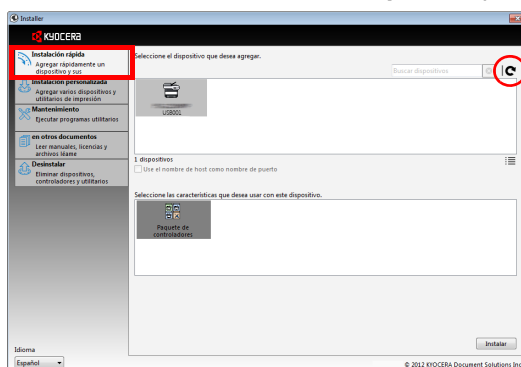 Installer
KYOCERA
Instalación rápida
Agregar rápidamente un
dispositivo y sus
Instalación personalizada
Agregar varios dispositivos y
utilitarios de impresión
Mantenimiento
Ejecutar programas utilitarios
en otros documentos
Leer manuales, licencias y
archivos léame
Desinstalar
Eliminar dispositivos,
controladores y utilitarios
Idioma
Español
Seleccione el dispositivo que desea agregar.
Buscar dispositivos
USB001
1 dispositivos
Use el nombre de host como nombre de puerto
Seleccione las características que desea usar con este dispositivo.
Paquete de
controladores
Instalar
© 2012 KYOCERA Document Solutions Inc.